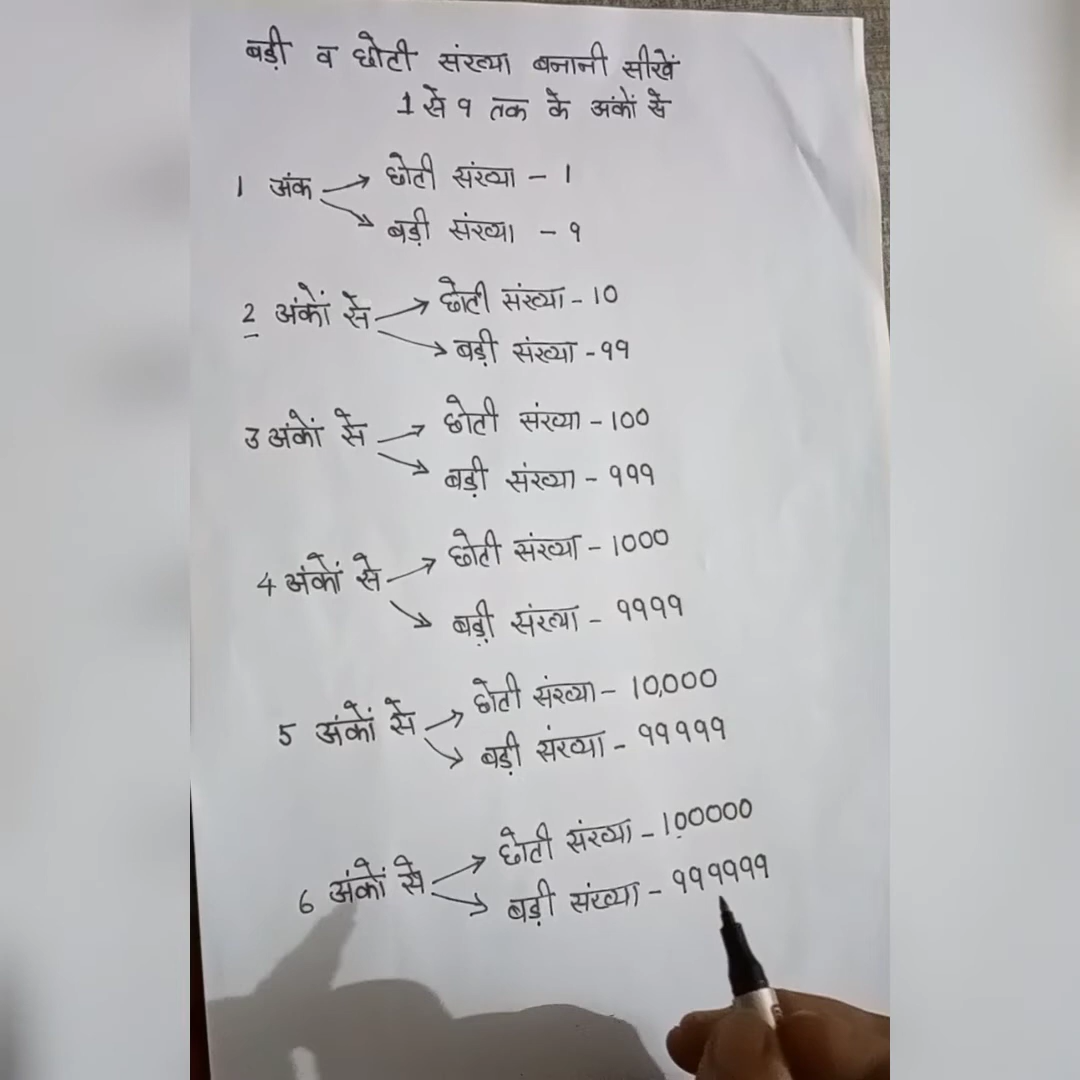 बड़ी व छोटी संख्या बनानी सीखें
1 से 9 तक के अंकों से
1 अंक → छोटी संख्या - 1
→ बड़ी संख्या - 9
2 अंकों से → छोटी संख्या - 10
→ बड़ी संख्या - 99
3 अंकों से → छोटी संख्या - 100
→ बड़ी संख्या - 999
4 अंकों से → छोटी संख्या - 1000
→ बड़ी संख्या - 9999
5 अंकों से → छोटी संख्या - 10,000
→ बड़ी संख्या - 99999
6 अंकों से → छोटी संख्या - 100000
→ बड़ी संख्या - 999999